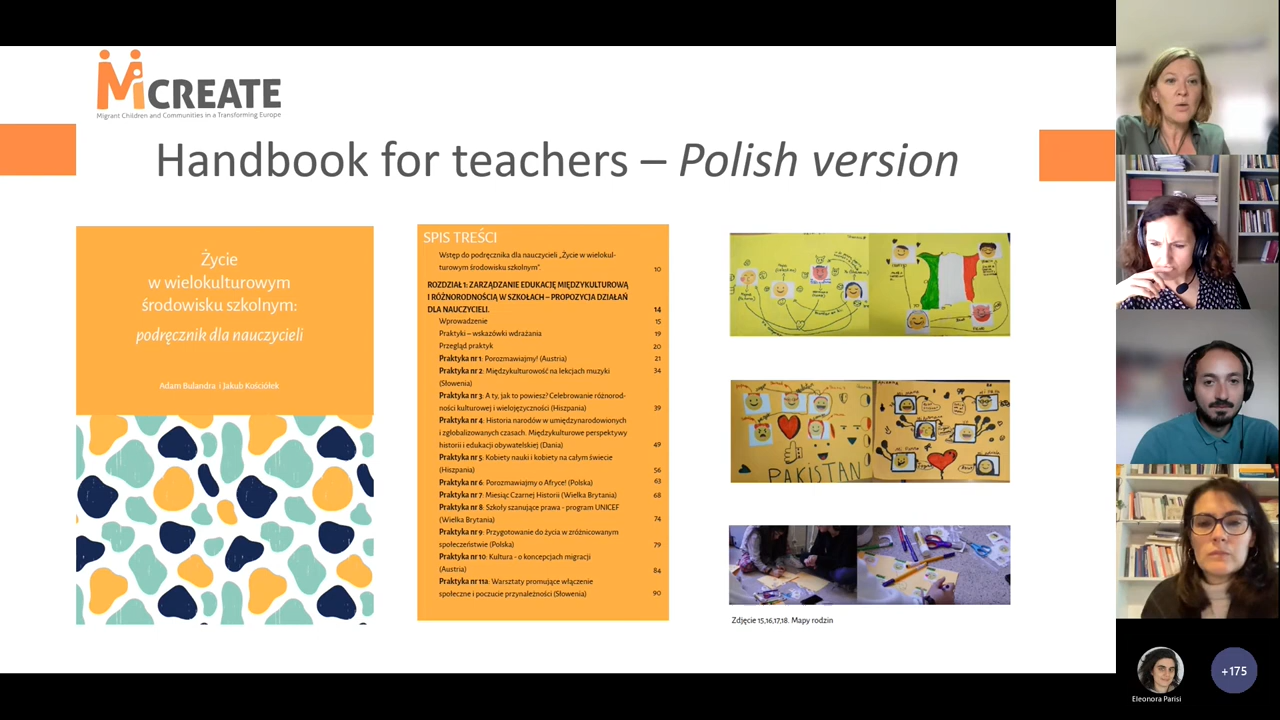 MiCREATE
Migrant Children and Communities in a Transforming Europe
Handbook for teachers – Polish version
Życie
w wielokulturowym
środowisku szkolnym:
podręcznik dla nauczycieli
Adam Bulandra i Jakub Kościółek
SPIS TREŚCI
Wstęp do podręcznika dla nauczycieli „Życie w wielokul-
turowym środowisku szkolnym”. 10
ROZDZIAŁ 1: ZARZĄDZANIE EDUKACJĘ MIĘDZYKULTUROWĄ
I RÓŻNORODNOŚCIĄ W SZKOŁACH – PROPOZYCJA DZIAŁAŃ
DLA NAUCZYCIELI. 14
Wprowadzenie 15
Praktyki – wskazówki wdrażania 19
Przegląd praktyk 20
Praktyka nr 1: Porozmawiajmy! (Austria) 21
Praktyka nr 2: Międzykulturowość na lekcjach muzyki 34
(Słowenia)
Praktyka nr 3: A ty, jak to powiesz? Celebrowanie różnorod-
ności kulturowej i wielojęzyczności (Hiszpania) 39
Praktyka nr 4: Historia narodów w umiędzynarodowionych
i zglobalizowanych czasach. Międzykulturowe perspektywy
historii i edukacji obywatelskiej (Dania) 49
Praktyka nr 5: Kobiety nauki i kobiety na całym świecie
(Hiszpania) 56
Praktyka nr 6: Porozmawiajmy o Afryce! (Polska) 63
Praktyka nr 7: Miesiąc Czarnej Historii (Wielka Brytania) 68
Praktyka nr 8: Szkoły szanujące prawa - program UNICEF
(Wielka Brytania) 74
Praktyka nr 9: Przygotowanie do życia w zróżnicowanym
społeczeństwie (Polska) 79
Praktyka nr 10: Kultura - o koncepcjach migracji
(Austria) 84
Praktyka nr 11a: Warsztaty promujące włączenie
społeczne i poczucie przynależności (Słowenia) 90
PAKISTAN
Zdjęcie 15,16,17,18. Mapy rodzin
Eleonora Parisi
+175